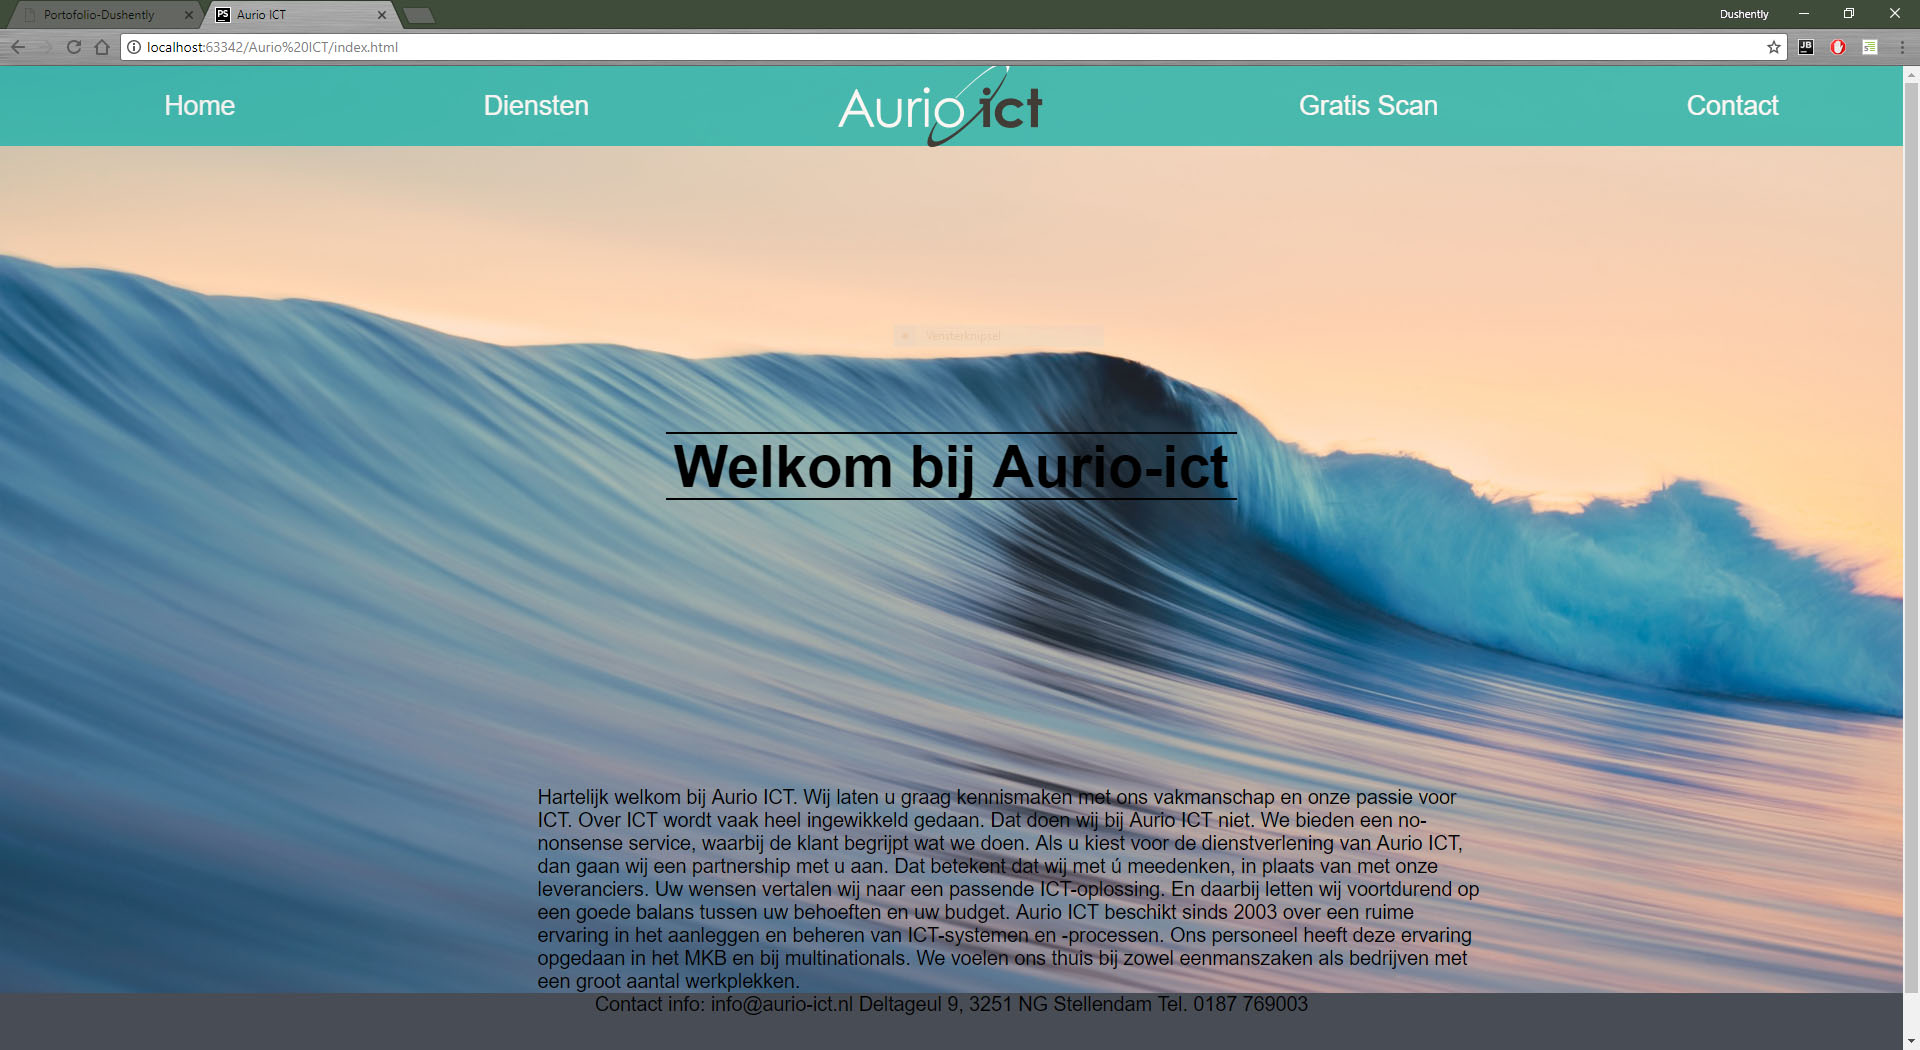 Portofolio-Dushently
PS Aurio ICT
Dushently
localhost:63342/Aurio%20ICT/index.html
JB
Home
Diensten
Aurio ict
Gratis Scan
Contact
Vensterknipsel
Welkom bij Aurio-ict
Hartelijk welkom bij Aurio ICT. Wij laten u graag kennismaken met ons vakmanschap en onze passie voor
ICT. Over ICT wordt vaak heel ingewikkeld gedaan. Dat doen wij bij Aurio ICT niet. We bieden een no-
nonsense service, waarbij de klant begrijpt wat we doen. Als u kiest voor de dienstverlening van Aurio ICT,
dan gaan wij een partnership met u aan. Dat betekent dat wij met ú meedenken, in plaats van met onze
leveranciers. Uw wensen vertalen wij naar een passende ICT-oplossing. En daarbij letten wij voortdurend op
een goede balans tussen uw behoeften en uw budget. Aurio ICT beschikt sinds 2003 over een ruime
ervaring in het aanleggen en beheren van ICT-systemen en -processen. Ons personeel heeft deze ervaring
opgedaan in het MKB en bij multinationals. We voelen ons thuis bij zowel eenmanszaken als bedrijven met
een groot aantal werkplekken.
Contact info: info@aurio-ict.nl Deltageul 9, 3251 NG Stellendam Tel. 0187 769003